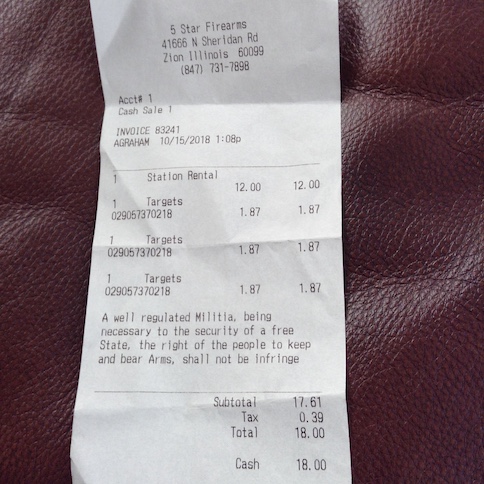 5 Star Firearms
41666 N Sheridan Rd
Zion Illinois 60099
(847) 731-7898
Acct# 1
Cash Sale 1
INVOICE 83241
AGRAHAM 10/15/2018 1:08p
1 Station Rental
12.00 12.00
1 Targets
029057370218 1.87 1.87
1 Targets
029057370218 1.87 1.87
1 Targets
029057370218 1.87 1.87
A well regulated Militia, being
necessary to the security of a free
State, the right of the people to keep
and bear Arms, shall not be infringe
Subtotal 17.61
Tax 0.39
Total 18.00
Cash 18.00